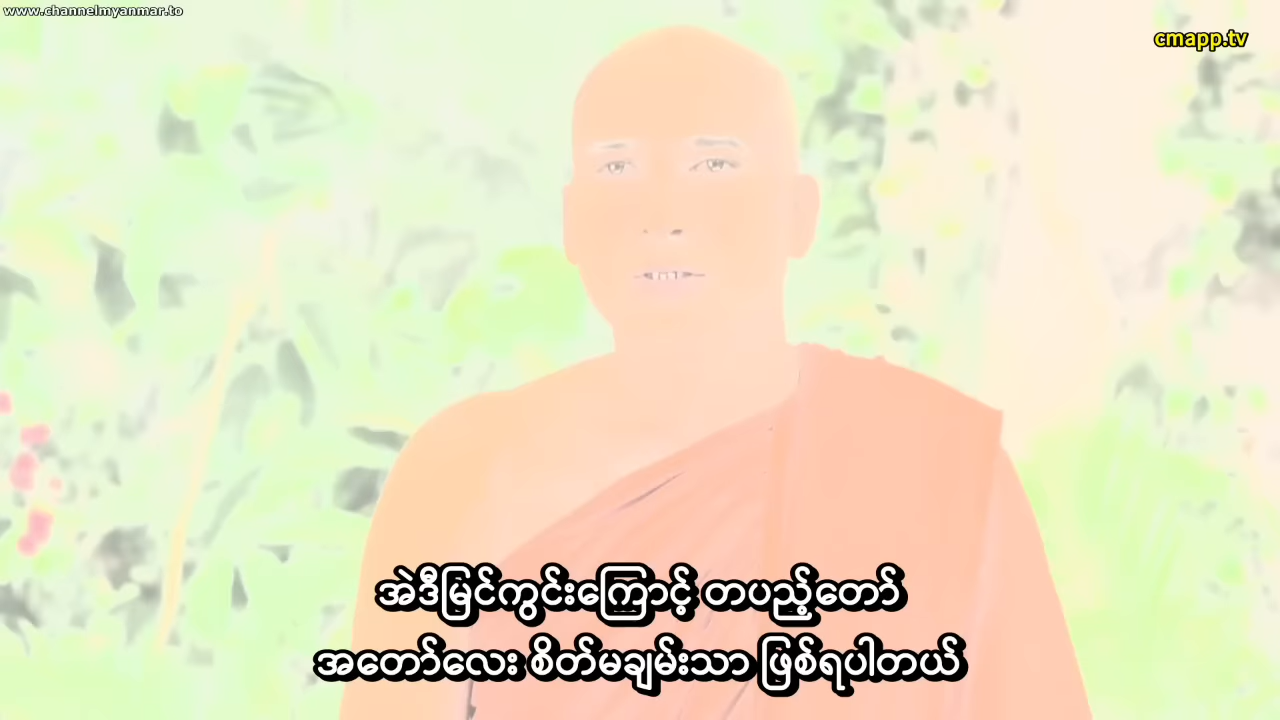 www.channelmyanmar.to
cmapp.tv
အဲဒီမြင်ကွင်းကြောင့် တပည့်တော်
အတော်လေး စိတ်မချမ်းသာ ဖြစ်ရပါတယ်